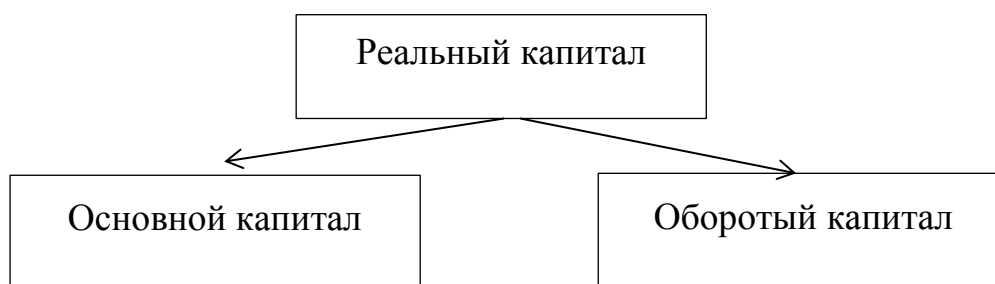 Реальный капитал
Основной капитал
Оборотый капитал